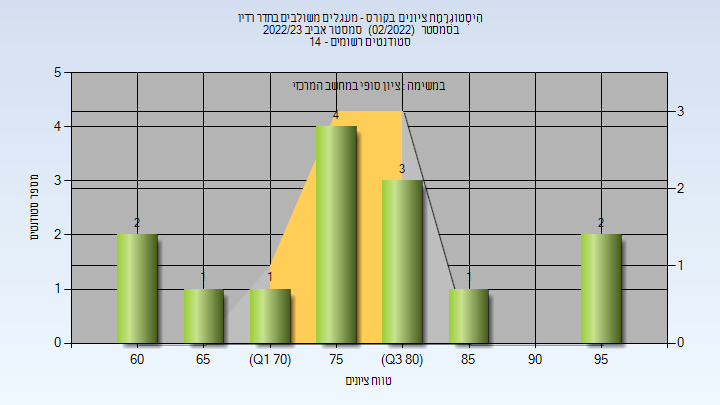 היסטוגרמת ציונים בקורס - מעגלים משולבים בתדר רדיו
בסמסטר (02/2022) סמסטר אביב 2022/23
סטודנטים רשומים - 14
במשימה : ציון סופי במחשב המרכזי
מספר סטודנטים
5
4
3
2
1
0
3
2
1
0
2
1
1
4
3
1
2
60
65
(Q1 70)
75
(Q3 80)
85
90
95
טווח ציונים